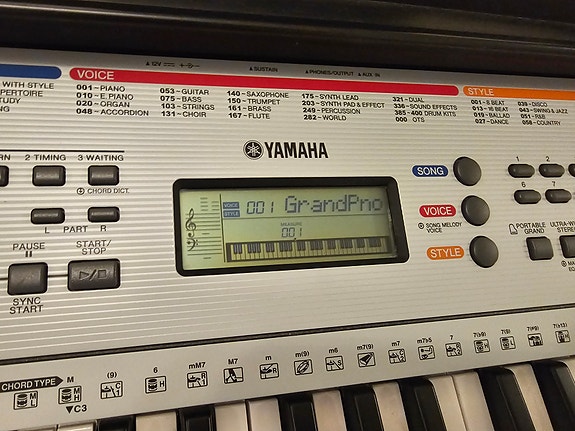 ▲12V
▲SUSTAIN
▲PHONES/OUTPUT ▲AUX IN
WITH STYLE
VOICE
001~PIANO
010~E.PIANO
020~ORGAN
048~ACCORDION
053~GUITAR
075~BASS
103~STRINGS
131~CHOIR
140~SAXOPHONE
150~TRUMPET
161~BRASS
167~FLUTE
175~SYNTH LEAD
203~SYNTH PAD & EFFECT
249~PERCUSSION
282~WORLD
321~DUAL
336~SOUND EFFECTS
385~400 DRUM KITS
000 OTS
STYLE
001~8 BEAT
013~16 BEAT
019~BALLAD
027~DANCE
038~DISCO
043~SWING & JAZZ
051~R&B
058~COUNTRY
YAMAHA
2 TIMING
3 WAITING
CHORD DICT.
L PART R
PAUSE
START/
STOP
SYNC
START
VOICE
STYLE
001 GrandPno
MEASURE
001
SONG
VOICE
SONG MELODY
VOICE
STYLE
1 2
6 7
PORTABLE
GRAND
CHORD TYPE
M
(9)
6
mM7
M7
m
m(9)
m6
m7(9)
m7
m7♭5
7
7(♭9)
7(♭13)
7(#9)
▼C3